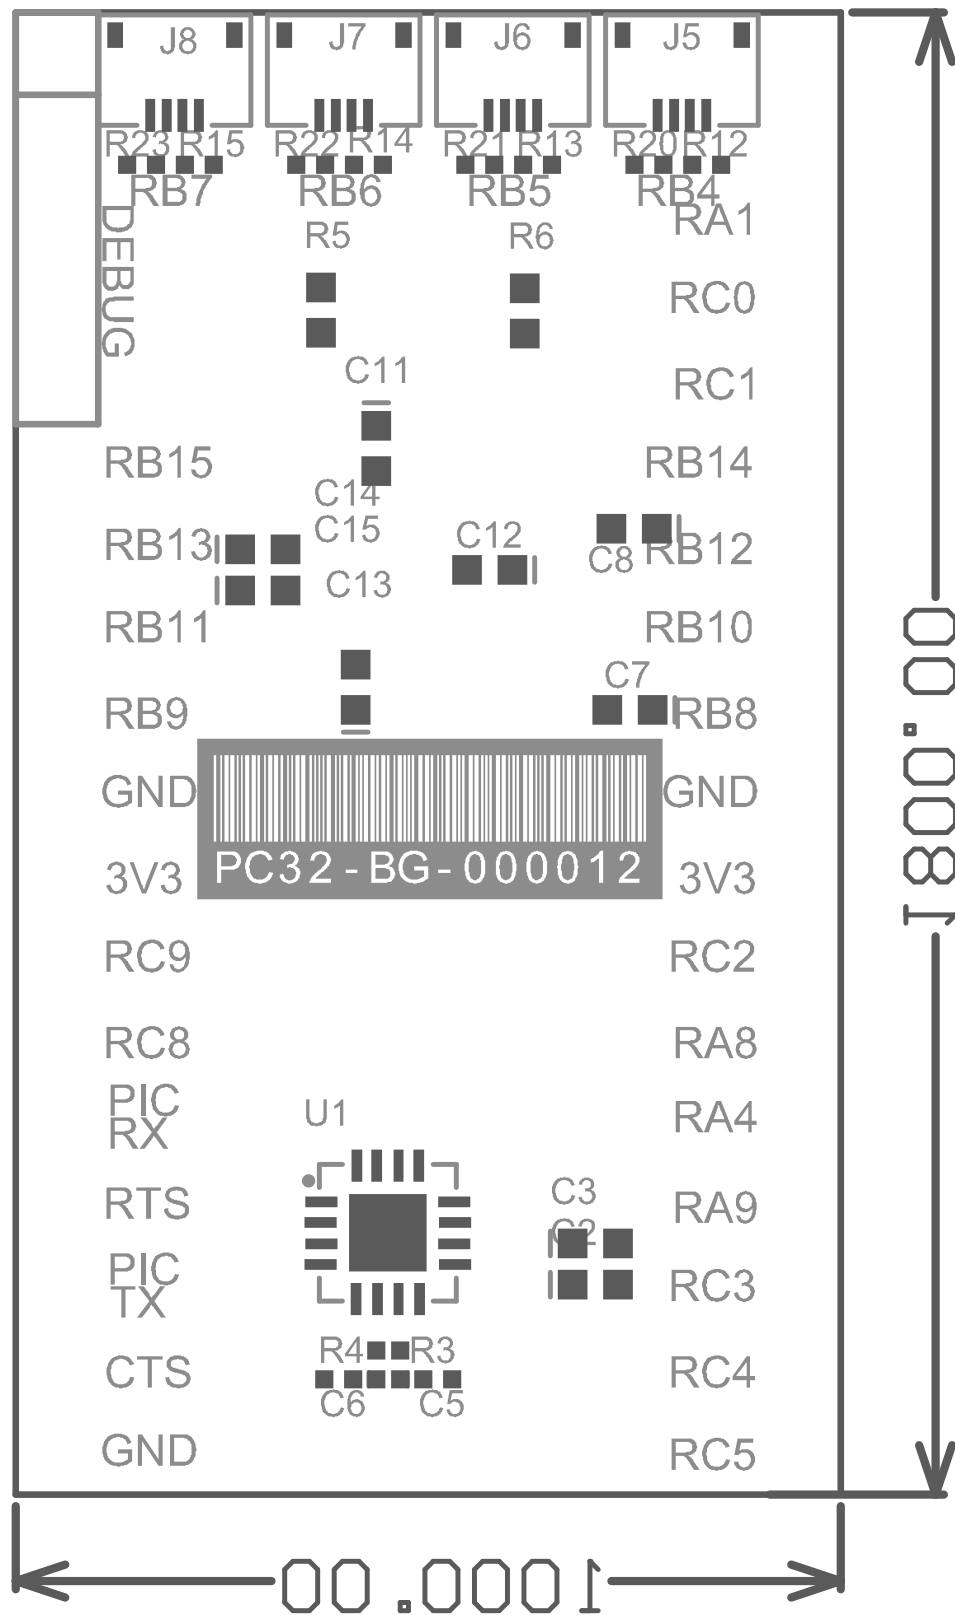 J8 J7 J6 J5
R23 R15 R22 R14 R21 R13 R20 R12
RB7 RB6 RB5 RB4
RA1
DEBUG
R5 R6
RC0
C11
RC1
RB15 RB14
C14
C15 C12
RB13 RB12
C8
C13
RB11 RB10
C7
RB9 RB8
GND GND
PC32-BG-000012
3V3 3V3
RC9 RC2
RC8 RA8
PIC
RX
U1
RA4
RTS RA9
C3
C2
PIC
TX
RC3
R4 R3
CTS RC4
C6 C5
GND RC5
1800.00
1000.00